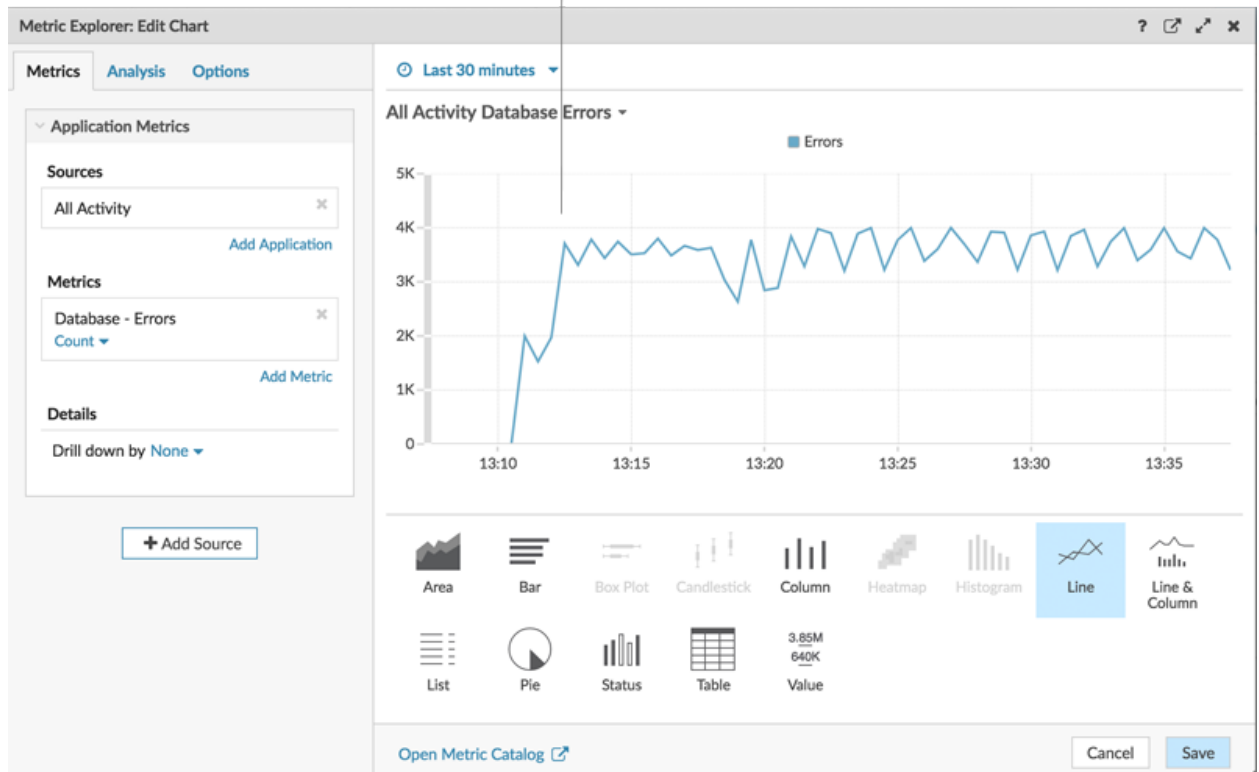 Metric Explorer: Edit Chart
?
Metrics Analysis Options
Last 30 minutes
Application Metrics
Sources
All Activity
Add Application
Metrics
Database - Errors
Count
Add Metric
Details
Drill down by None
+ Add Source
All Activity Database Errors
Errors
5K
4K
3K
2K
1K
0
13:10 13:15 13:20 13:25 13:30 13:35
Area Bar Box Plot Candlestick Column Heatmap Histogram Line Line &
Column
3.85M
640K
List Pie Status Table Value
Open Metric Catalog
Cancel Save